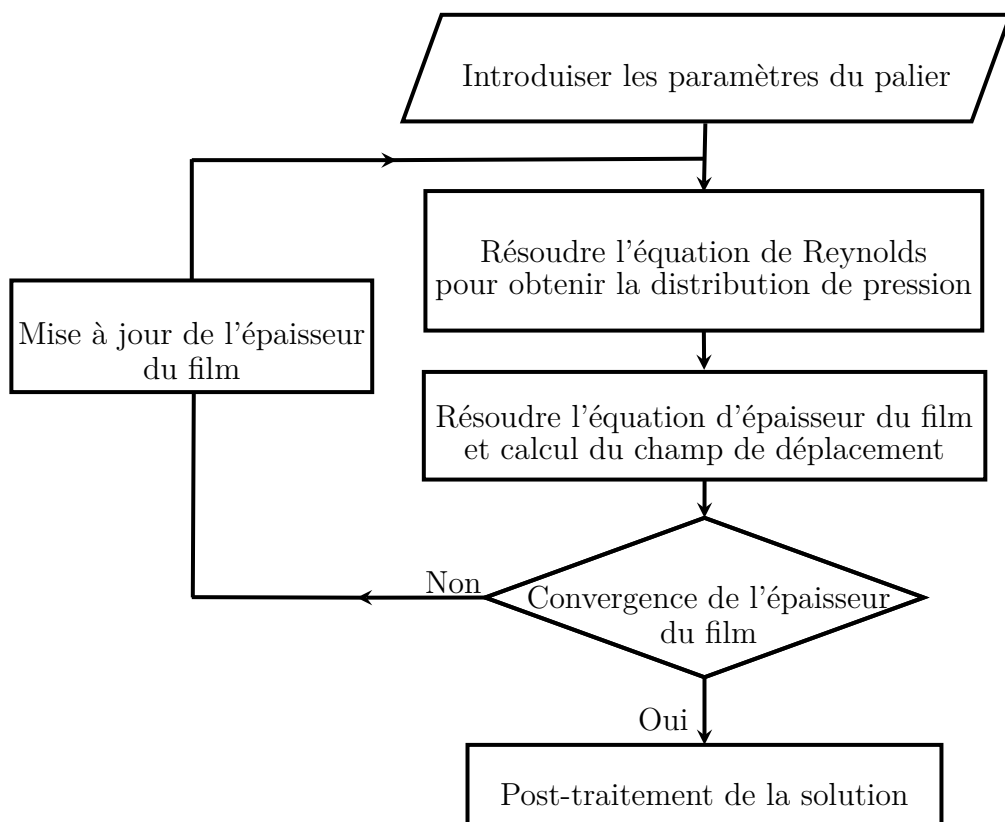 Introduiser les paramètres du palier
Résoudre l'équation de Reynolds
pour obtenir la distribution de pression
Mise à jour de l'épaisseur
du film
Résoudre l'équation d'épaisseur du film
et calcul du champ de déplacement
Non
Convergence de l'épaisseur
du film
Oui
Post-traitement de la solution